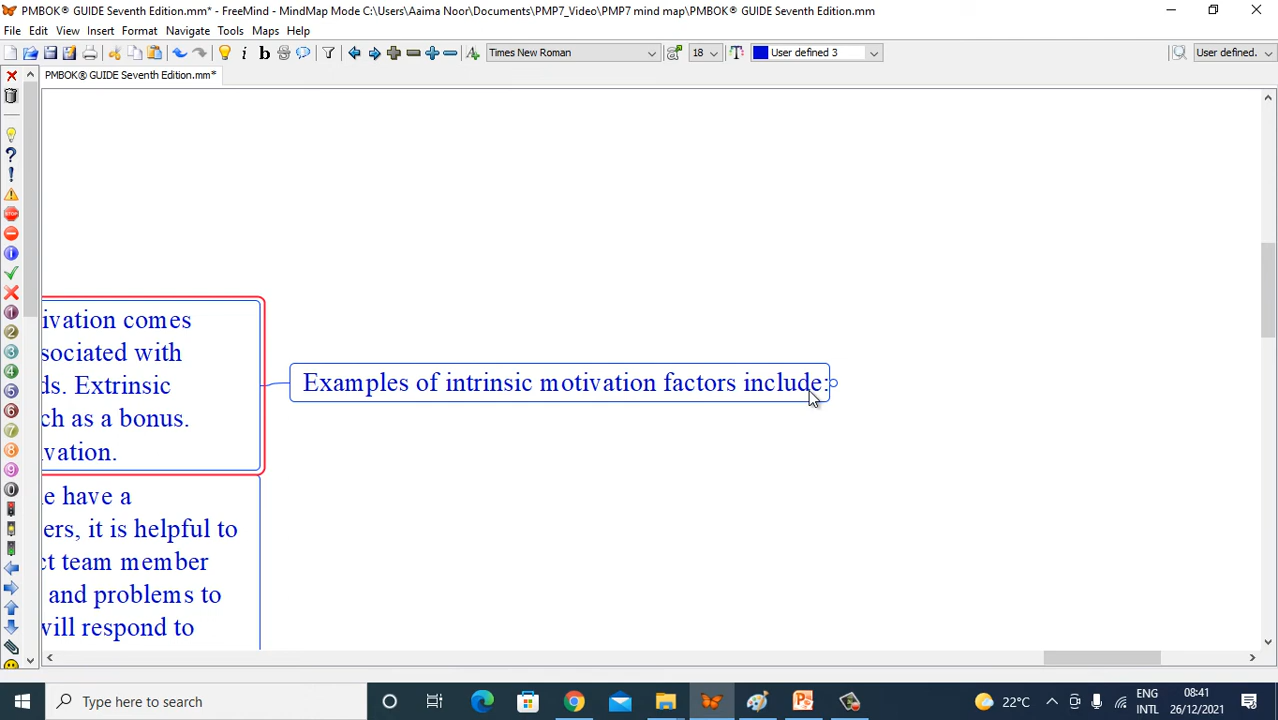 PMBOK® GUIDE Seventh Edition.mm* - FreeMind - MindMap Mode C:\Users\Aaima Noor\Documents\PMP7_Video\PMP7 mind map\PMBOK® GUIDE Seventh Edition.mm
File Edit View Insert Format Navigate Tools Maps Help
Times New Roman 18 User defined 3 User defined.
PMBOK® GUIDE Seventh Edition.mm*
ivation comes
sociated with
ds. Extrinsic
ch as a bonus.
ivation.
Examples of intrinsic motivation factors include:
e have a
ers, it is helpful to
ct team member
and problems to
will respond to
Type here to search
22°C
ENG
INTL
08:41
26/12/2021